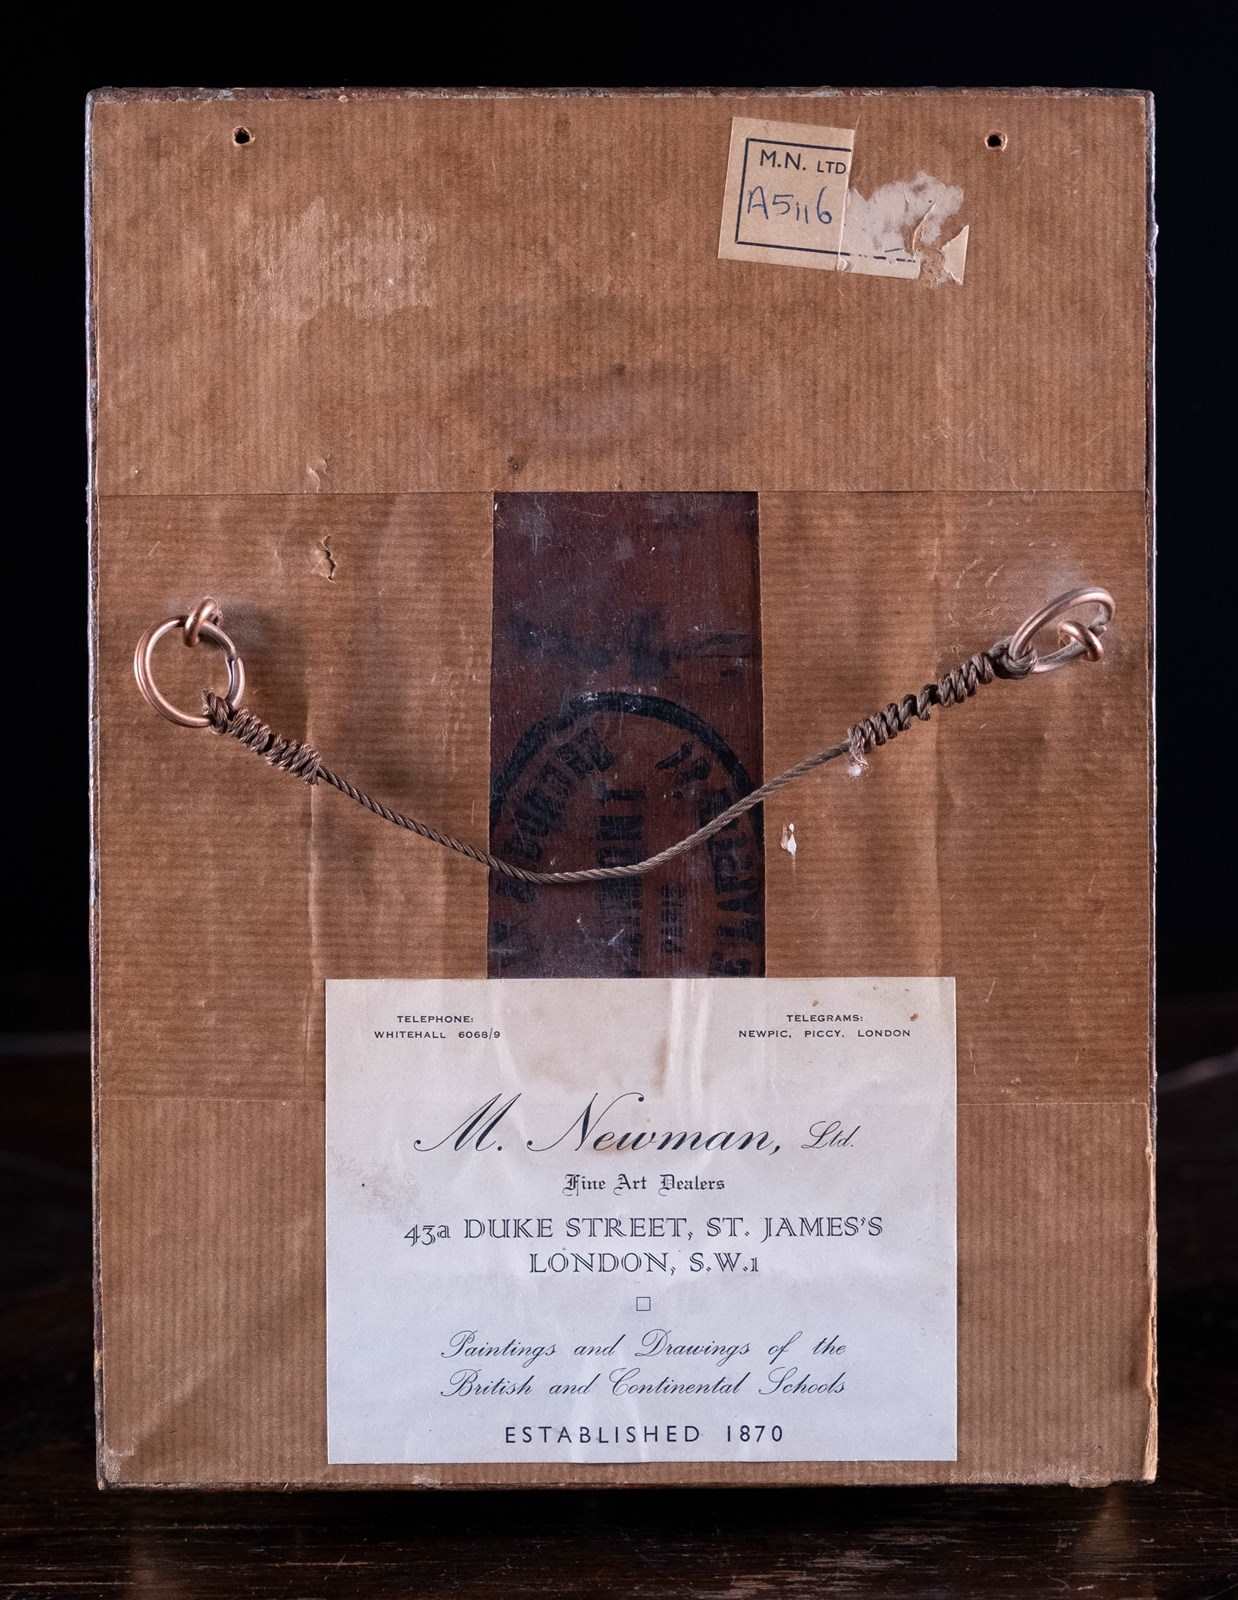 M.N. LTD
A5116
TELEPHONE:
WHITEHALL 6068/9
TELEGRAMS:
NEWPIC, PICCY, LONDON
M. Newman, Ltd.
Fine Art Dealers
43a DUKE STREET, ST. JAMES'S
LONDON, S.W.1
Paintings and Drawings of the
British and Continental Schools
ESTABLISHED 1870